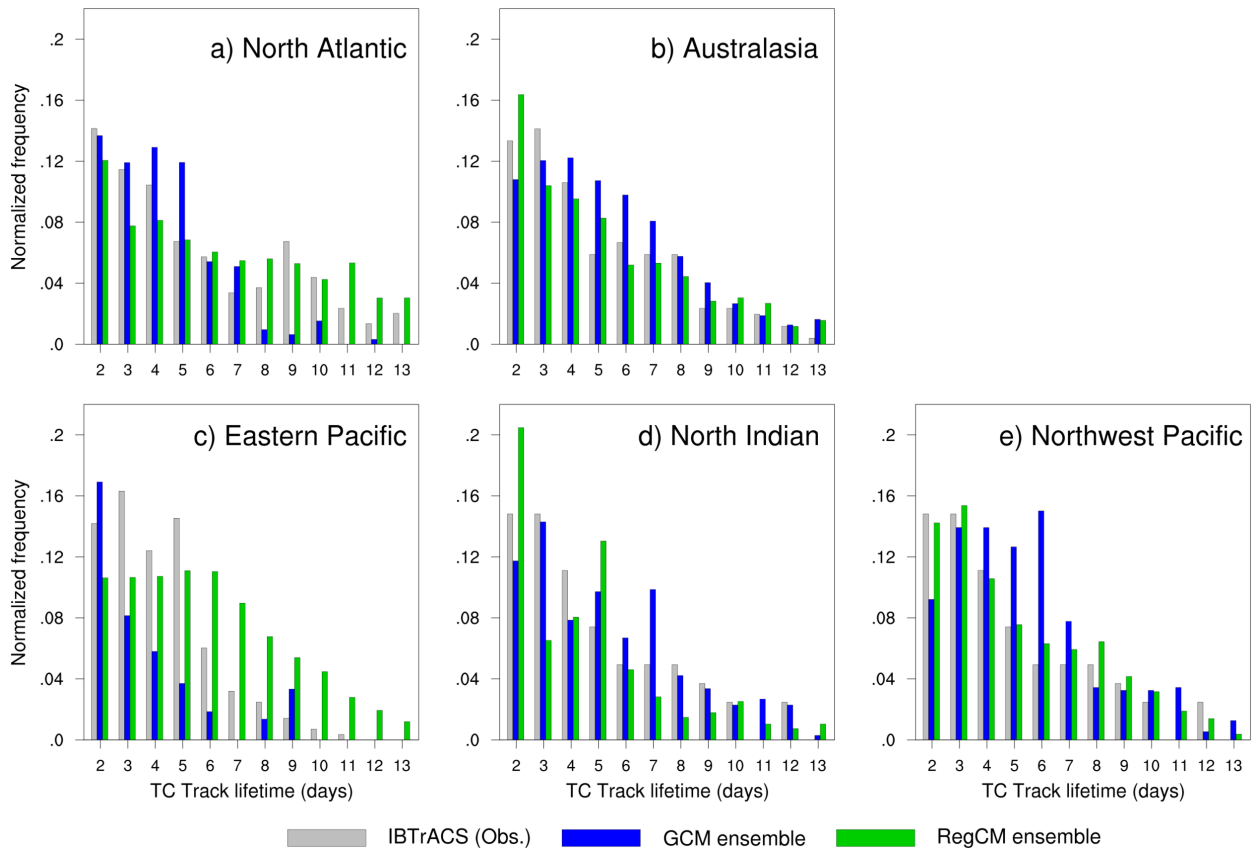 a) North Atlantic
b) Australasia
Normalized frequency
.2
.16
.12
.08
.04
.0
2 3 4 5 6 7 8 9 10 11 12 13
.2
.16
.12
.08
.04
.0
2 3 4 5 6 7 8 9 10 11 12 13
c) Eastern Pacific
d) North Indian
e) Northwest Pacific
Normalized frequency
.2
.16
.12
.08
.04
.0
2 3 4 5 6 7 8 9 10 11 12 13
TC Track lifetime (days)
.2
.16
.12
.08
.04
.0
2 3 4 5 6 7 8 9 10 11 12 13
TC Track lifetime (days)
.2
.16
.12
.08
.04
.0
2 3 4 5 6 7 8 9 10 11 12 13
TC Track lifetime (days)
IBTrACS (Obs.) GCM ensemble RegCM ensemble